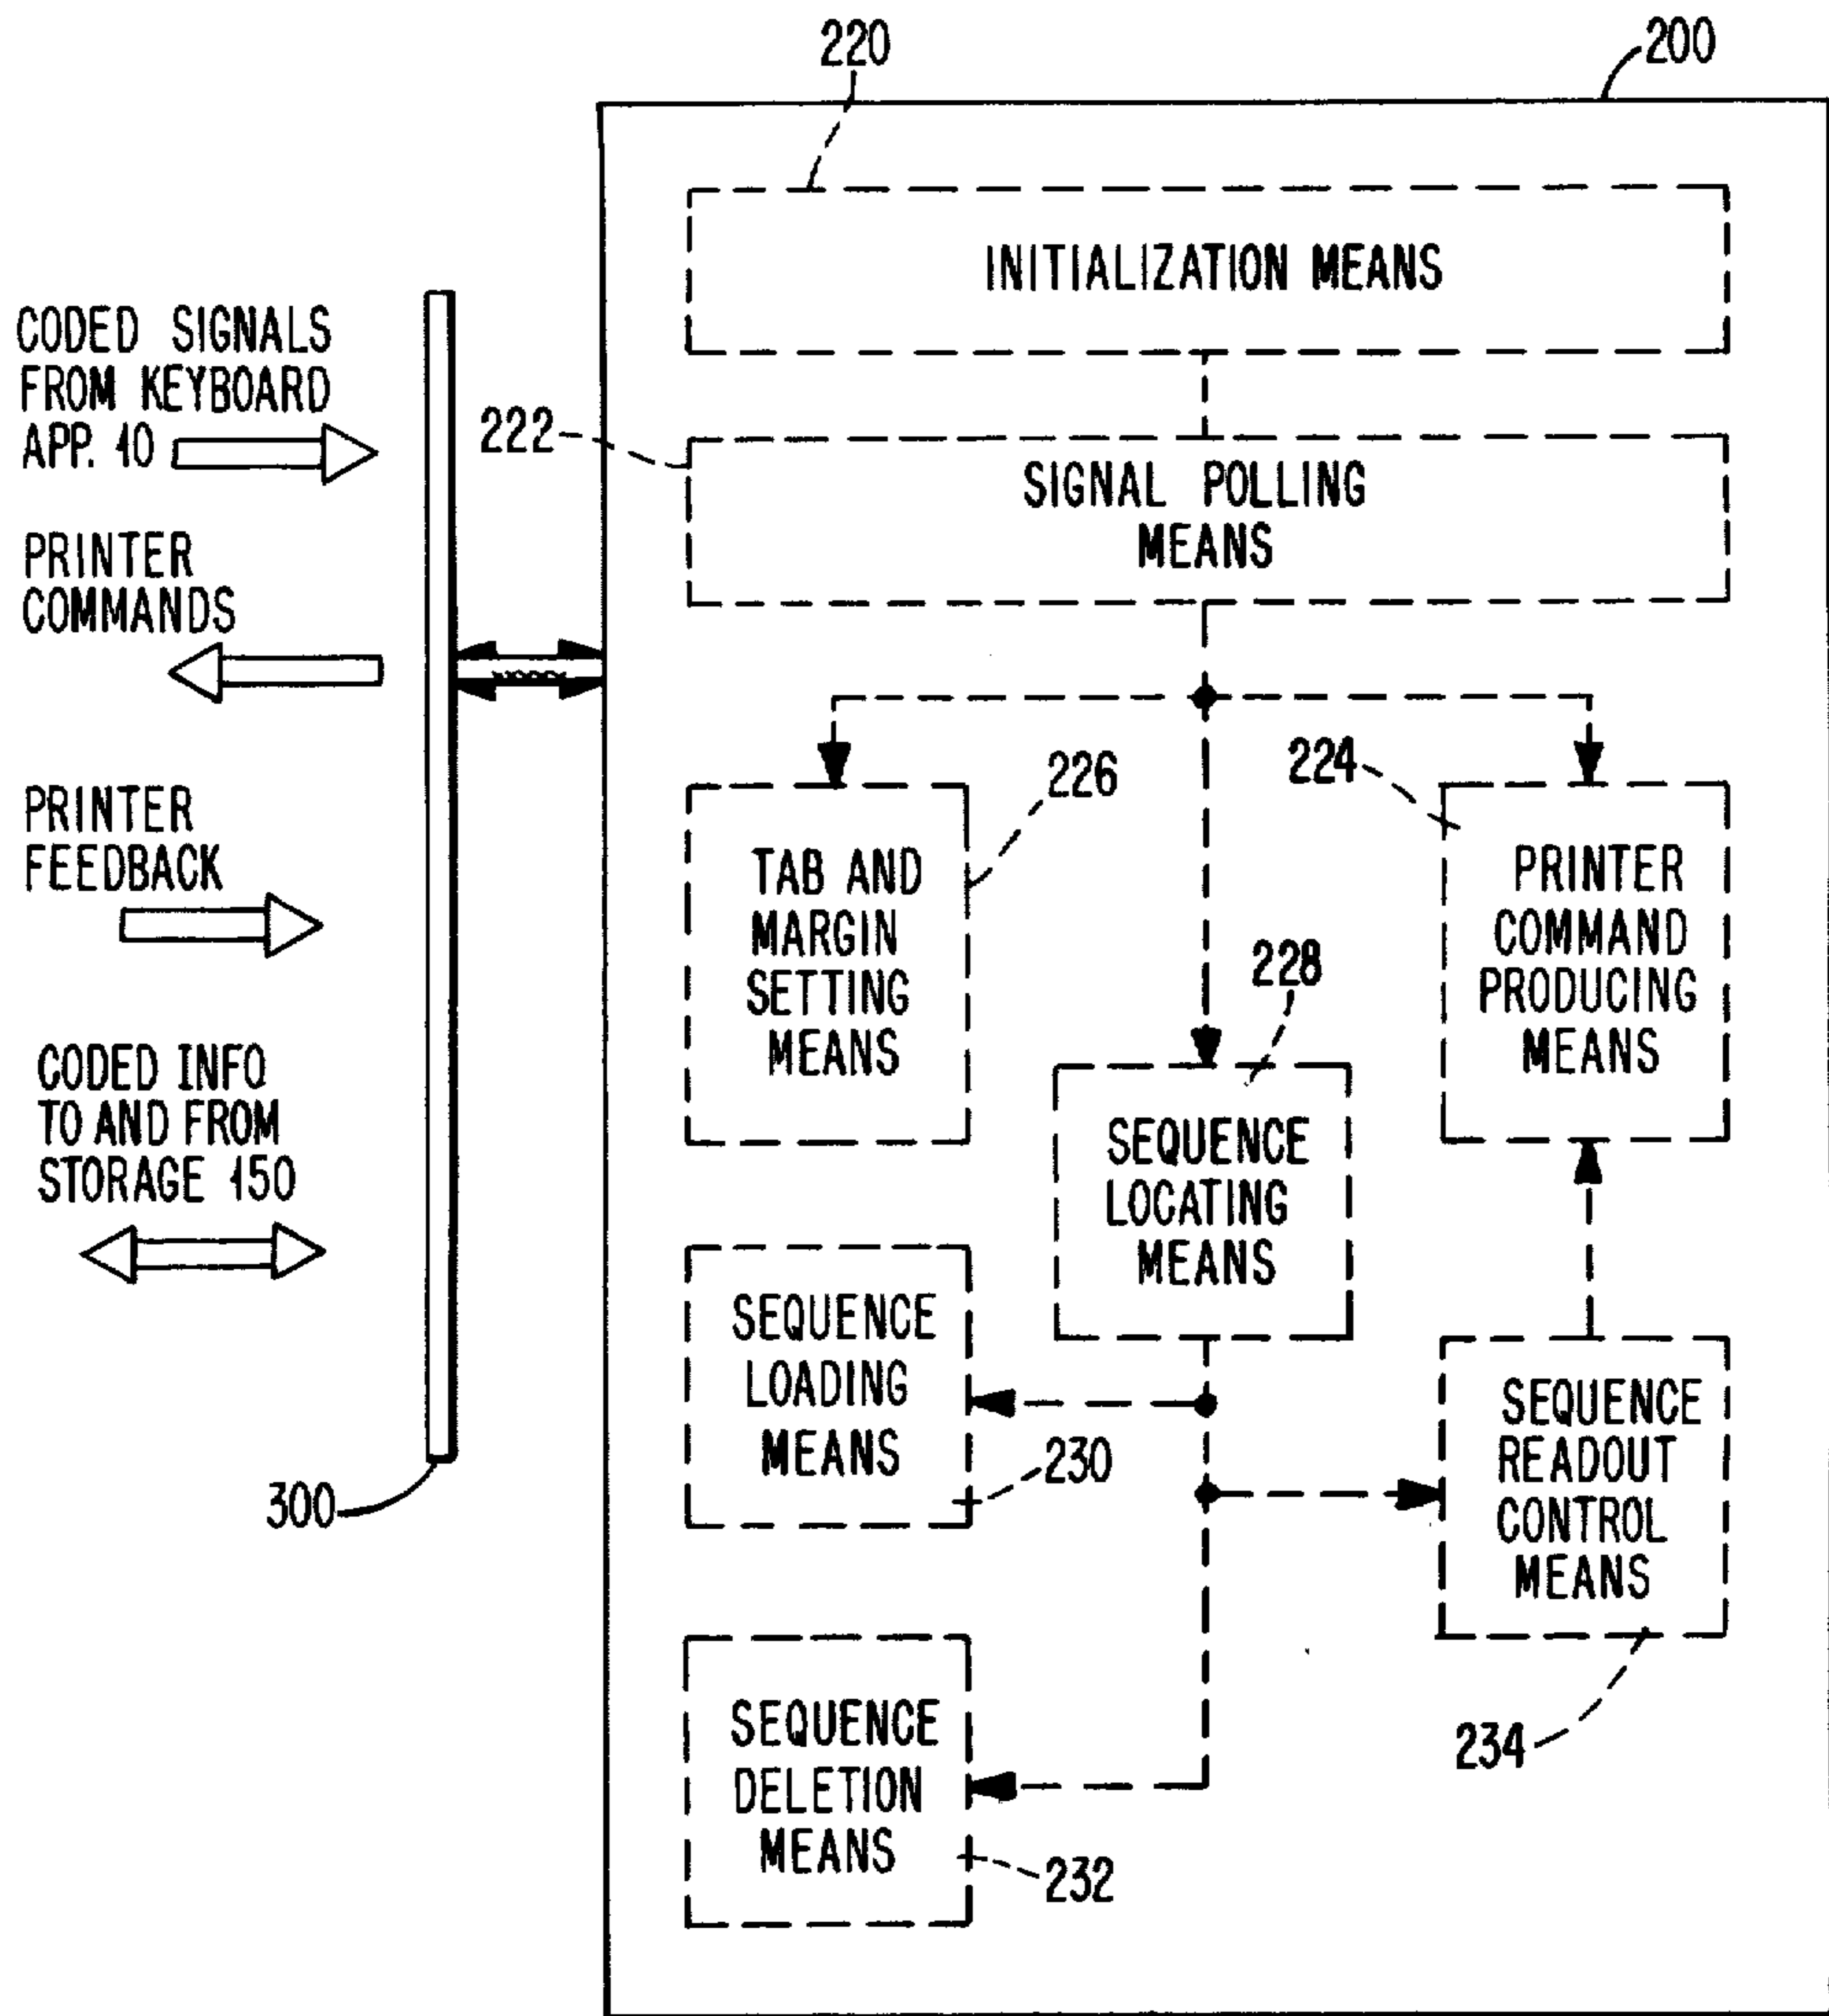 220
200
INITIALIZATION MEANS
CODED SIGNALS
FROM KEYBOARD
APP. 10
222
SIGNAL POLLING
MEANS
PRINTER
COMMANDS
226
224
PRINTER
FEEDBACK
TAB AND
MARGIN
SETTING
MEANS
228
PRINTER
COMMAND
PRODUCING
MEANS
CODED INFO
TO AND FROM
STORAGE 150
SEQUENCE
LOCATING
MEANS
SEQUENCE
LOADING
MEANS
230
SEQUENCE
READOUT
CONTROL
MEANS
300
234
SEQUENCE
DELETION
MEANS
232